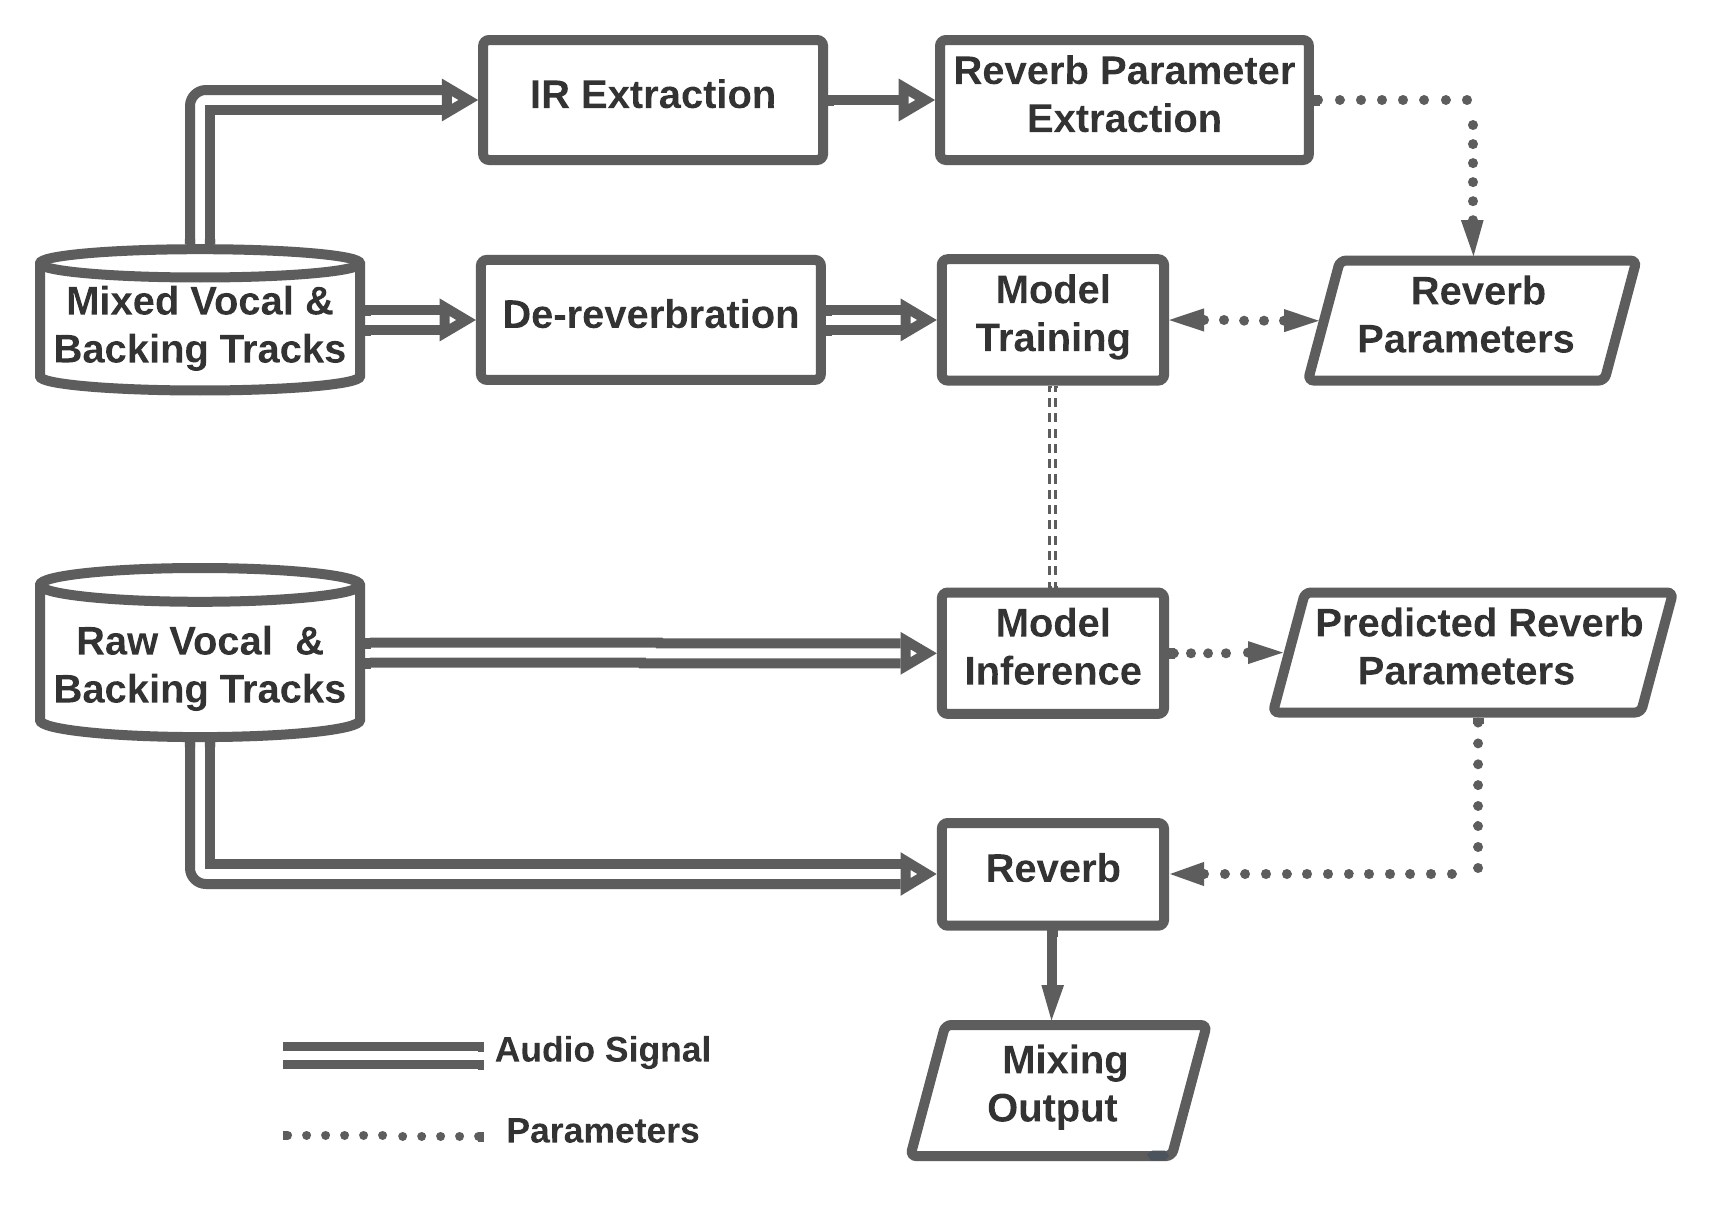 IR Extraction
Reverb Parameter
Extraction
Mixed Vocal &
Backing Tracks
De-reverbration
Model
Training
Reverb
Parameters
Raw Vocal &
Backing Tracks
Model
Inference
Predicted Reverb
Parameters
Reverb
Audio Signal
Parameters
Mixing
Output